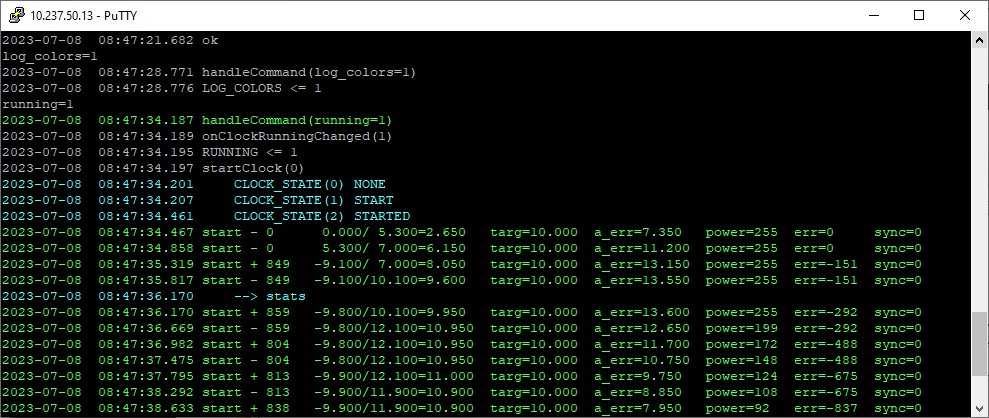 10.237.50.13 - PuTTY
2023-07-08  08:47:21.682 ok
log_colors=1
2023-07-08  08:47:28.771 handleCommand(log_colors=1)
2023-07-08  08:47:28.776 LOG_COLORS <= 1
running=1
2023-07-08  08:47:34.187 handleCommand(running=1)
2023-07-08  08:47:34.189 onClockRunningChanged(1)
2023-07-08  08:47:34.195 RUNNING <= 1
2023-07-08  08:47:34.197 startClock(0)
2023-07-08  08:47:34.201     CLOCK_STATE(0) NONE
2023-07-08  08:47:34.207     CLOCK_STATE(1) START
2023-07-08  08:47:34.461     CLOCK_STATE(2) STARTED
2023-07-08  08:47:34.467 start - 0      0.000/ 5.300=2.650   targ=10.000  a_err=7.350   power=255  err=0     sync=0
2023-07-08  08:47:34.858 start - 0      5.300/ 7.000=6.150   targ=10.000  a_err=11.200  power=255  err=0     sync=0
2023-07-08  08:47:35.319 start + 849   -9.100/ 7.000=8.050   targ=10.000  a_err=13.150  power=255  err=-151  sync=0
2023-07-08  08:47:35.817 start - 849   -9.100/10.100=9.600   targ=10.000  a_err=13.550  power=255  err=-151  sync=0
2023-07-08  08:47:36.170     --> stats
2023-07-08  08:47:36.170 start + 859   -9.800/10.100=9.950   targ=10.000  a_err=13.600  power=255  err=-292  sync=0
2023-07-08  08:47:36.669 start - 859   -9.800/12.100=10.950  targ=10.000  a_err=12.650  power=199  err=-292  sync=0
2023-07-08  08:47:36.982 start + 804   -9.800/12.100=10.950  targ=10.000  a_err=11.700  power=172  err=-488  sync=0
2023-07-08  08:47:37.475 start - 804   -9.800/12.100=10.950  targ=10.000  a_err=10.750  power=148  err=-488  sync=0
2023-07-08  08:47:37.795 start + 813   -9.900/12.100=11.000  targ=10.000  a_err=9.750   power=124  err=-675  sync=0
2023-07-08  08:47:38.292 start - 813   -9.900/11.900=10.900  targ=10.000  a_err=8.850   power=108  err=-675  sync=0
2023-07-08  08:47:38.633 start + 838   -9.900/11.900=10.900  targ=10.000  a_err=7.950   power=92   err=-837  sync=0